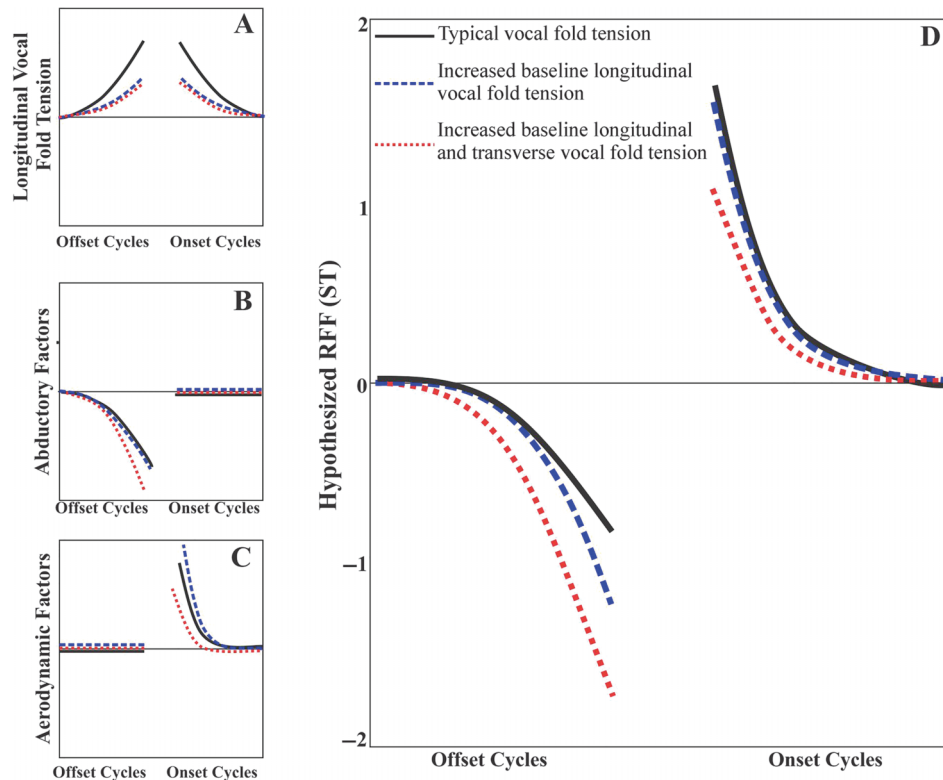 A
Longitudinal Vocal
Fold Tension
Offset Cycles
Onset Cycles
B
Abductory Factors
Offset Cycles
Onset Cycles
C
Aerodynamic Factors
Offset Cycles
Onset Cycles
D
Typical vocal fold tension
Increased baseline longitudinal
vocal fold tension
Increased baseline longitudinal
and transverse vocal fold tension
Hypothesized RFF (ST)
2
1
0
−1
−2
Offset Cycles
Onset Cycles